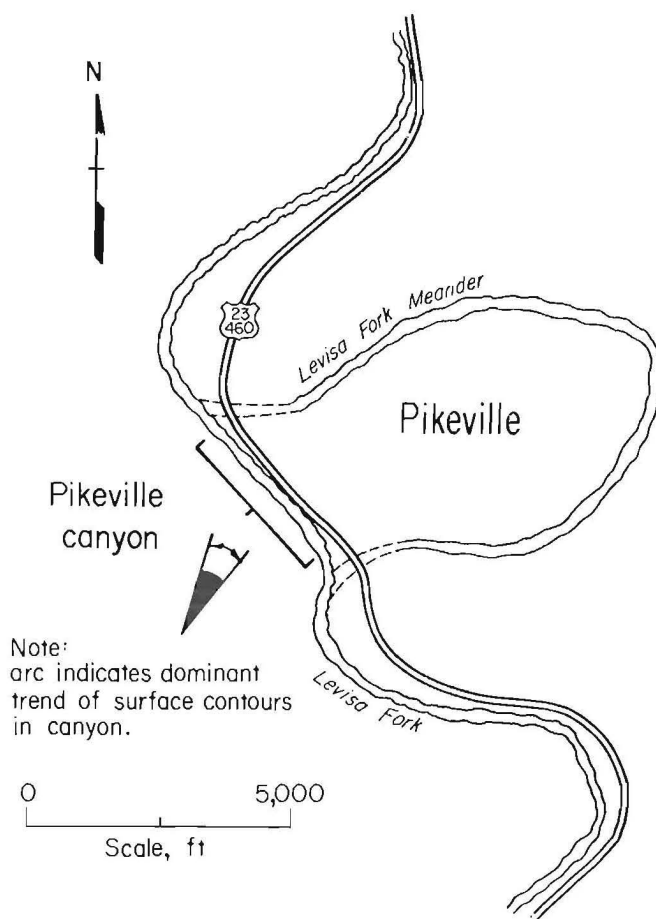 N
23
460
Levisa Fork Meander
Pikeville
Pikeville
canyon
Note:
arc indicates dominant
trend of surface contours
in canyon.
Levisa Fork
0 5,000
Scale, ft